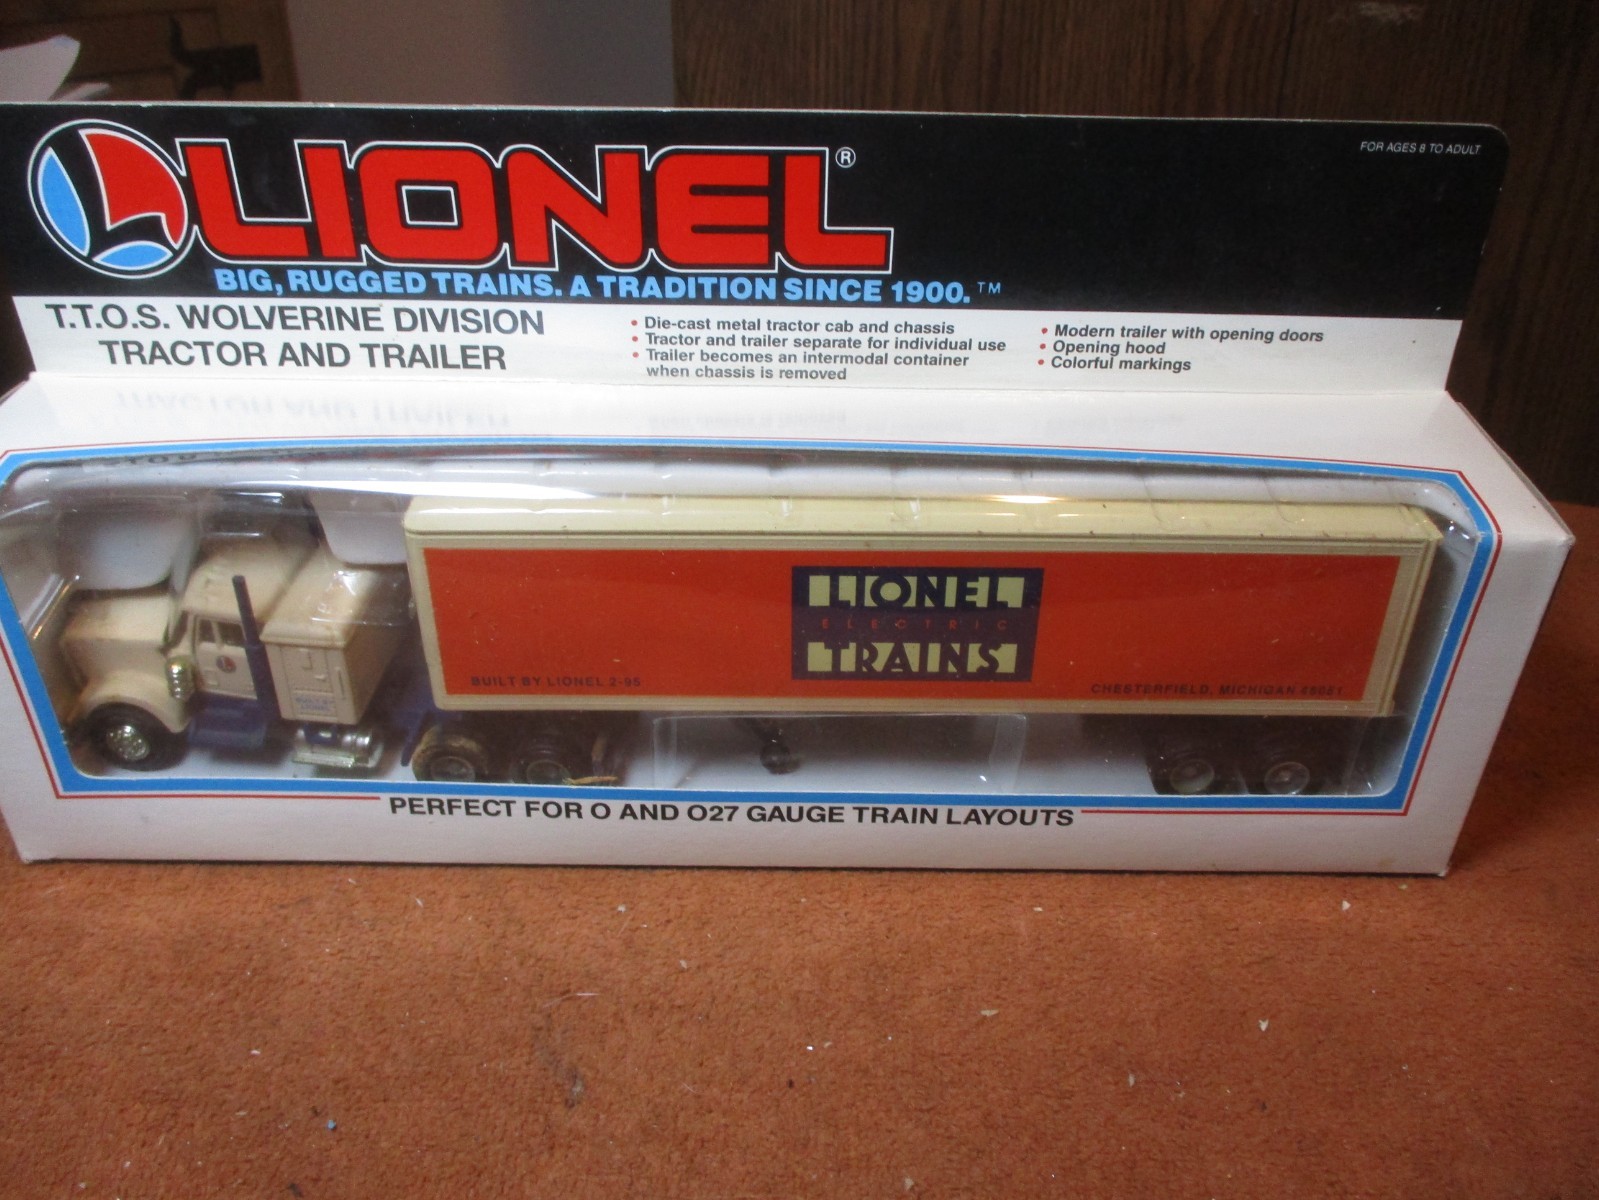 FOR AGES 8 TO ADULT
LIONEL®
BIG, RUGGED TRAINS. A TRADITION SINCE 1900.™
T.T.O.S. WOLVERINE DIVISION
TRACTOR AND TRAILER
• Die-cast metal tractor cab and chassis
• Tractor and trailer separate for individual use
• Trailer becomes an intermodal container
when chassis is removed
• Modern trailer with opening doors
• Opening hood
• Colorful markings
LIONEL
ELECTRIC
TRAINS
BUILT BY LIONEL 2-95
CHESTERFIELD, MICHIGAN
PERFECT FOR O AND O27 GAUGE TRAIN LAYOUTS